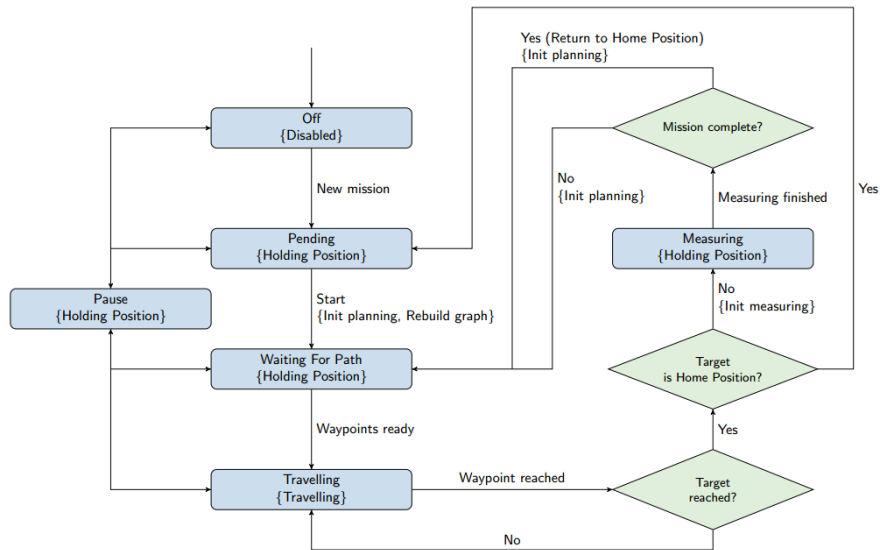 Yes (Return to Home Position)
{Init planning}
Off
{Disabled}
Mission complete?
New mission
No
{Init planning}
Yes
Measuring finished
Pending
{Holding Position}
Measuring
{Holding Position}
Pause
{Holding Position}
Start
{Init planning, Rebuild graph}
No
{Init measuring}
Waiting For Path
{Holding Position}
Target
is Home Position?
Waypoints ready
Yes
Travelling
{Travelling}
Waypoint reached
Target
reached?
No